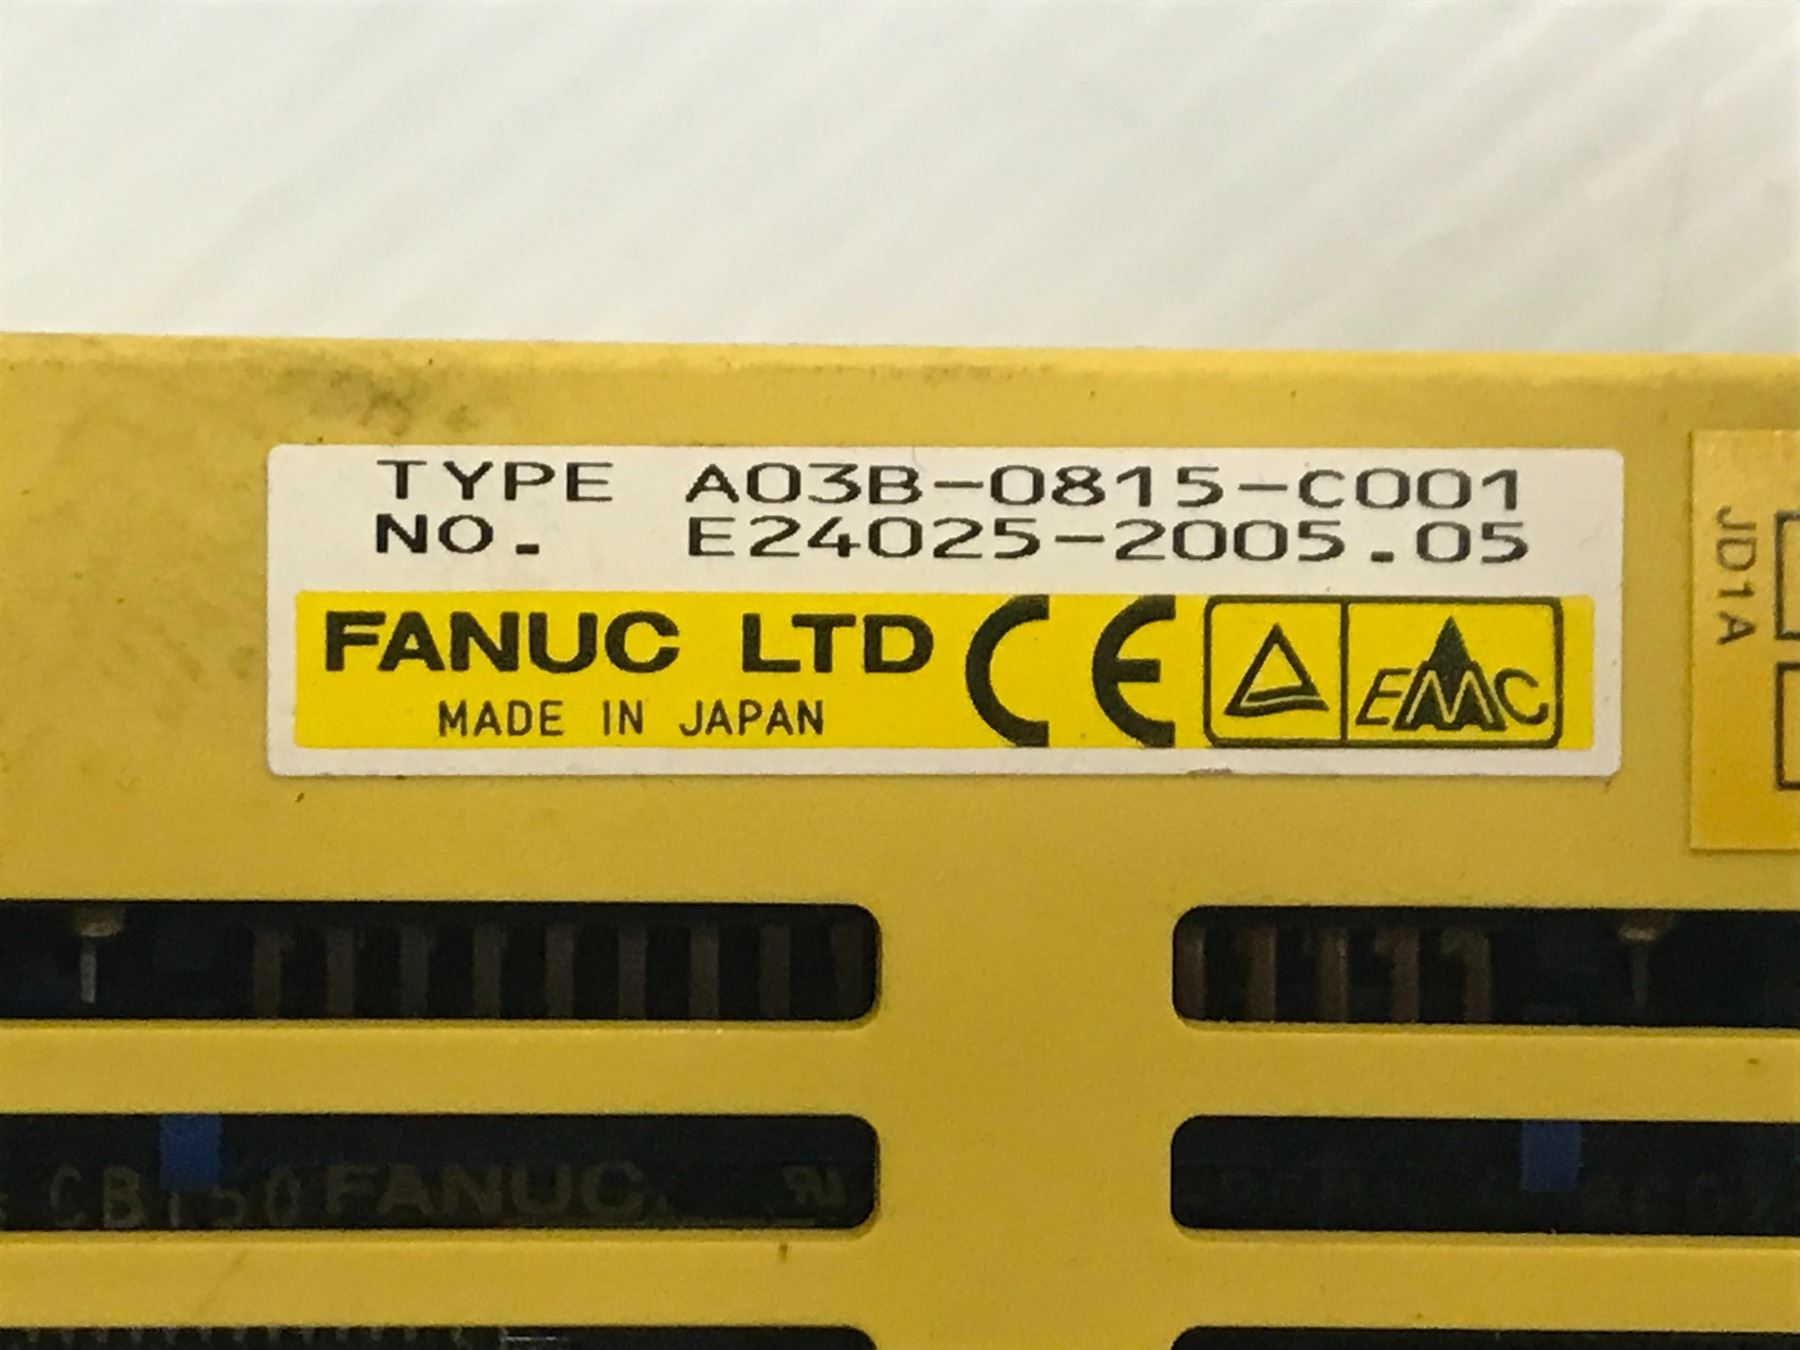 TYPE A03B-0815-C001
NO. E24025-2005.05
FANUC LTD CE EMC
MADE IN JAPAN
JD1A
FANUC